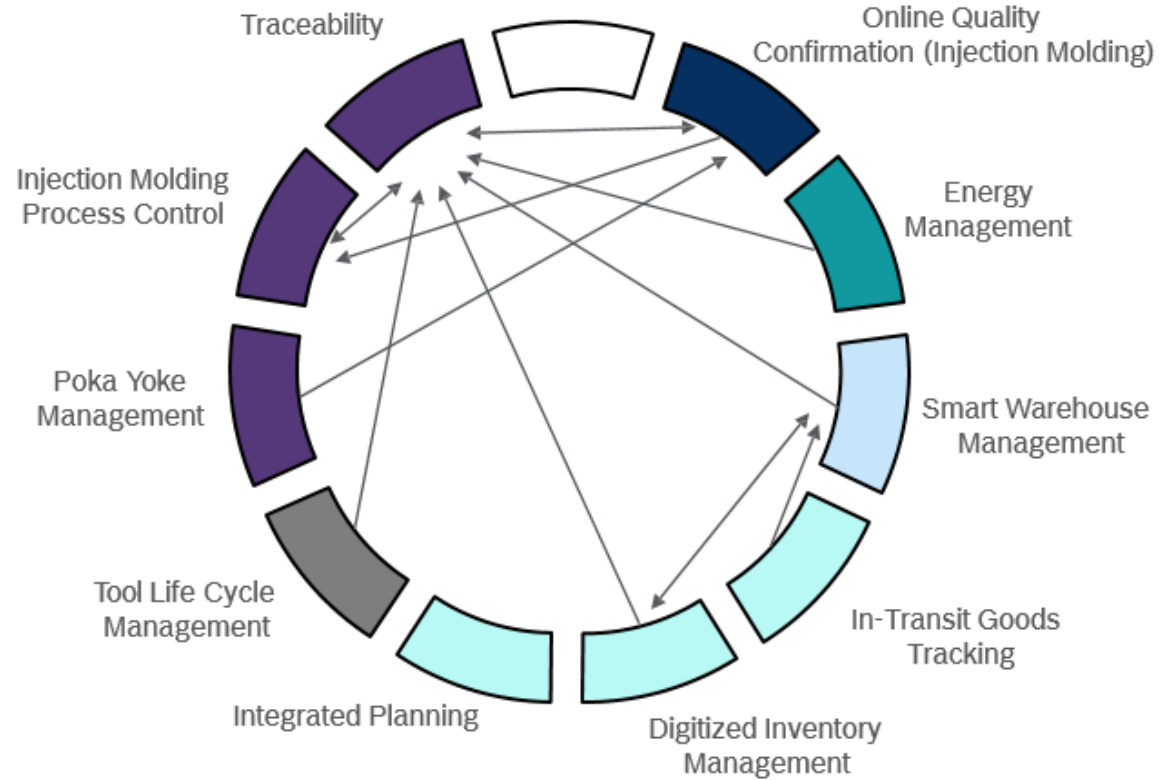 Traceability
Online Quality
Confirmation (Injection Molding)
Injection Molding
Process Control
Energy
Management
Poka Yoke
Management
Smart Warehouse
Management
Tool Life Cycle
Management
In-Transit Goods
Tracking
Integrated Planning
Digitized Inventory
Management